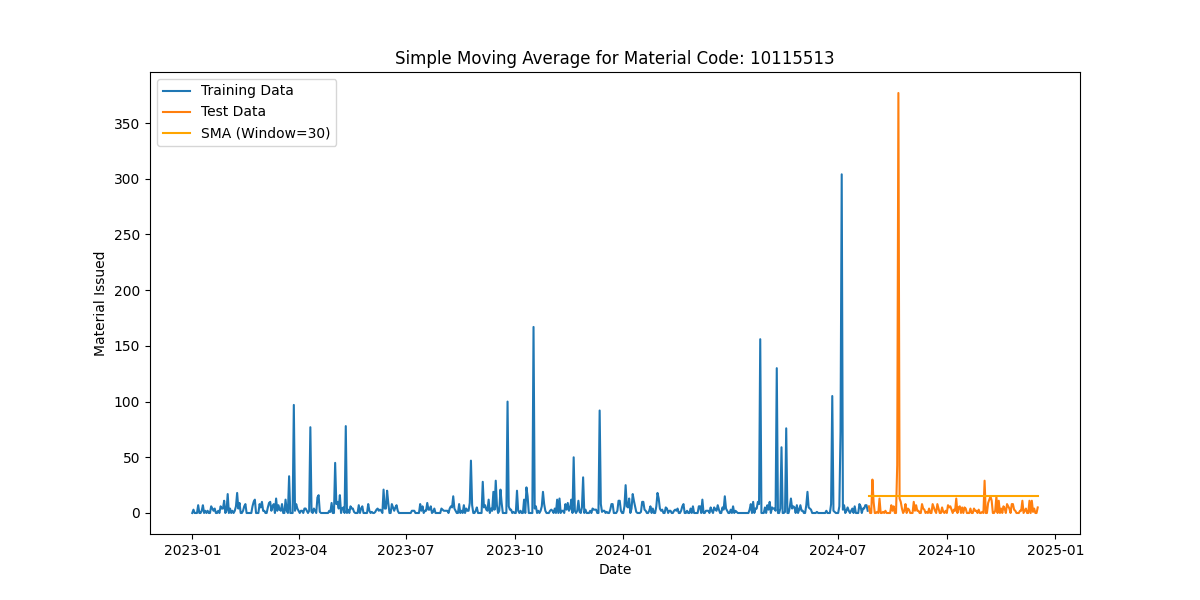 Simple Moving Average for Material Code: 10115513
Training Data
Test Data
SMA (Window=30)
Material Issued
350
300
250
200
150
100
50
0
2023-01 2023-04 2023-07 2023-10 2024-01 2024-04 2024-07 2024-10 2025-01
Date